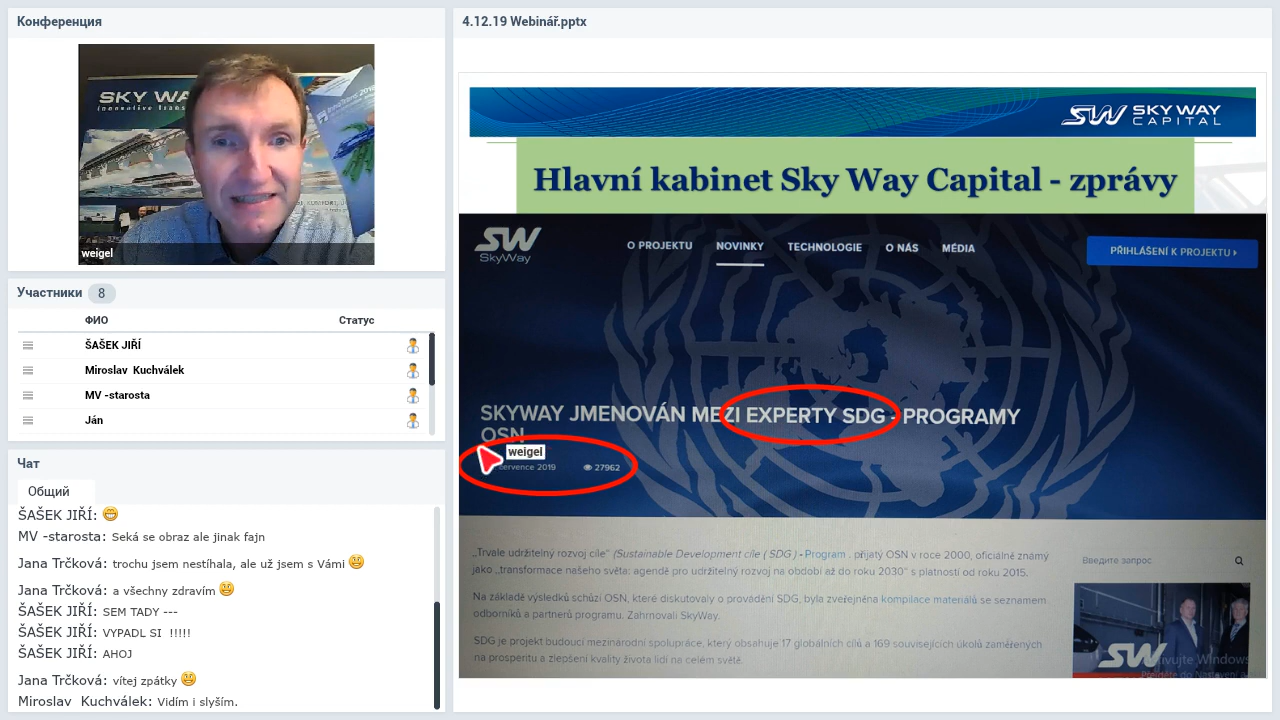 Конференция
SKY WA
weigel
Участники 8
ФИО Статус
ŠAŠEK JIŘÍ
Miroslav Kuchválek
MV -starosta
Ján
Чат
Общий
ŠAŠEK JIŘÍ:
MV -starosta: Seká se obraz ale jinak fajn
Jana Trčková: trochu jsem nestíhala, ale už jsem s Vámi
Jana Trčková: a všechny zdravím
ŠAŠEK JIŘÍ: SEM TADY ---
ŠAŠEK JIŘÍ: VYPADL SI !!!!!
ŠAŠEK JIŘÍ: AHOJ
Jana Trčková: vítej zpátky
Miroslav Kuchválek: Vidím i slyším.
4.12.19 Webinář.pptx
SW SKY WAY
CAPITAL
Hlavní kabinet Sky Way Capital - zprávy
SW
SkyWay
O PROJEKTU NOVINKY TECHNOLOGIE O NÁS MÉDIA PŘIHLÁŠENÍ K PROJEKTU
SKYWAY JMENOVÁN MEZI EXPERTY SDG - PROGRAMY
OSN
weigel
července 2019 27962
,,Trvale udržitelný rozvoj cíle" (Sustainable Development cíle ( SDG ) - Program . přijatý OSN v roce 2000, oficiálně známý
jako ,,transformace našeho světa: agendě pro udržitelný rozvoj na období až do roku 2030" s platností od roku 2015.
Na základě výsledků schůzí OSN, které diskutovaly o provádění SDG, byla zveřejněna kompilace materiálů se seznamem
odborníků a partnerů programu. Zahrnovali SkyWay.
SDG je projekt budoucí mezinárodní spolupráce, který obsahuje 17 globálních cílů a 169 souvisejících úkolů zaměřených
na prosperitu a zlepšení kvality života lidí na celém světě.
Введите запрос
SW
tivujte Windows
Přejděte do Nastavení a